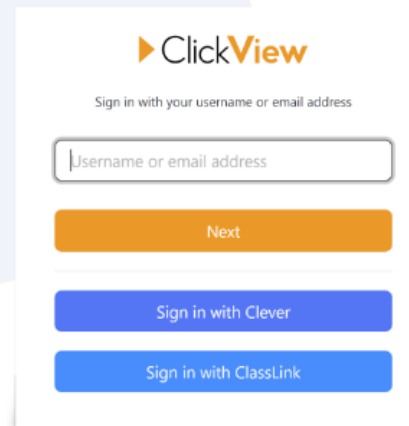 ClickView
Sign in with your username or email address
Username or email address
Next
Sign in with Clever
Sign in with ClassLink